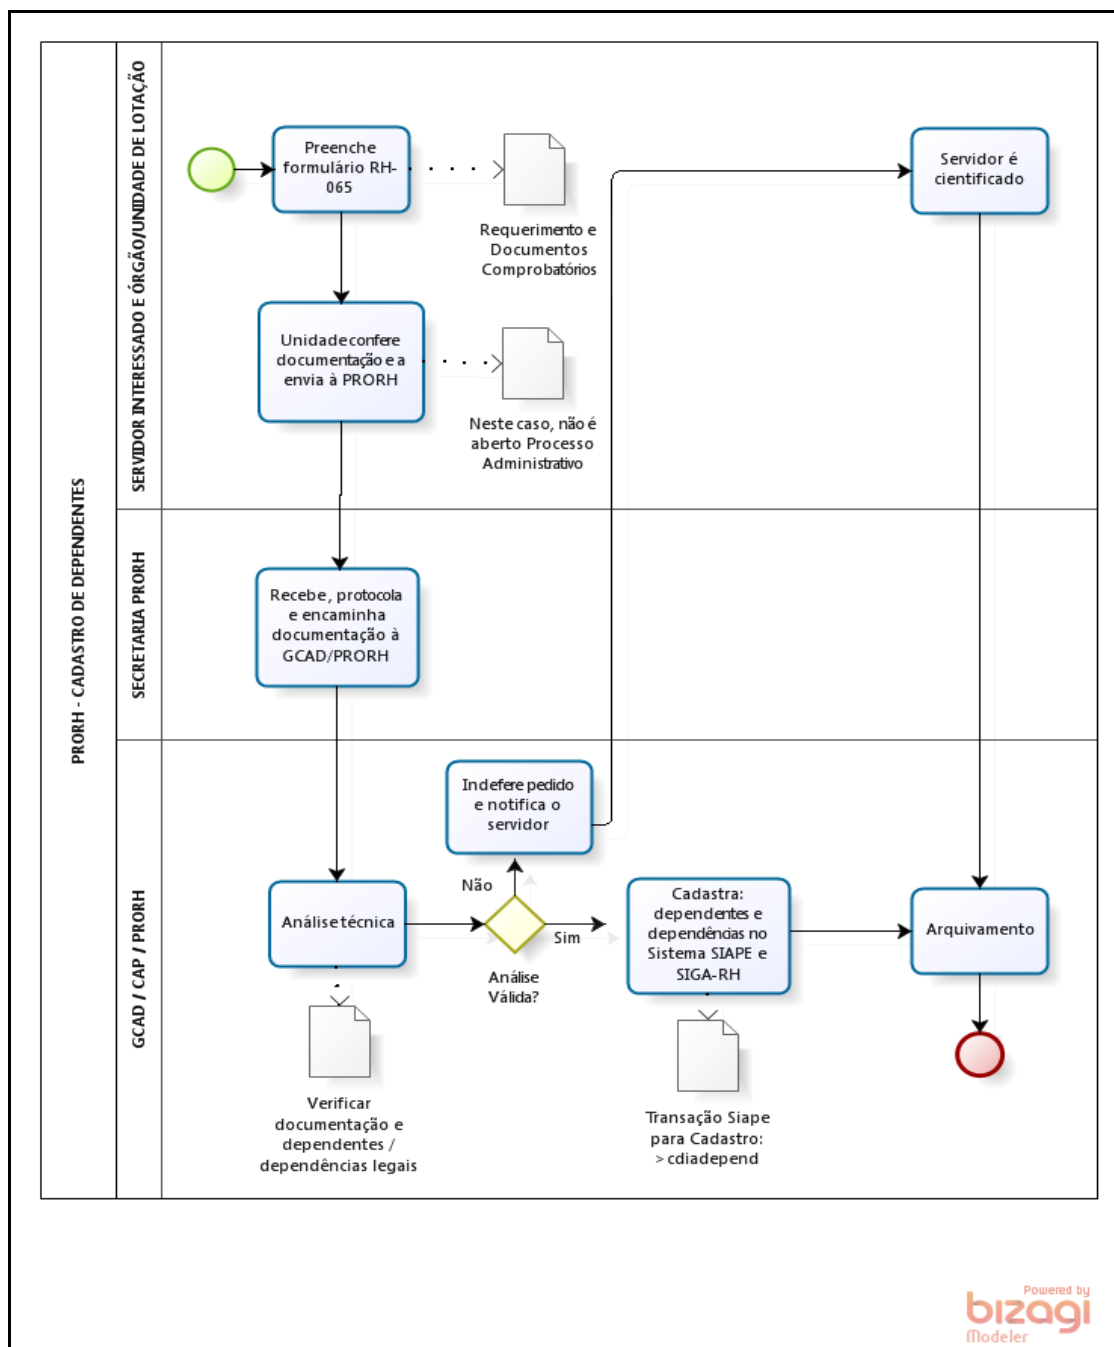 PRORH - CADASTRO DE DEPENDENTES
SERVIDOR INTERESSADO E ÓRGÃO/UNIDADE DE LOTAÇÃO
Preenche
formulário RH-
065
Requerimento e
Documentos
Comprobatórios
Unidade confere
documentação e a
envia à PRORH
Neste caso, não é
aberto Processo
Administrativo
Servidor é
cientificado
SECRETARIA PRORH
Recebe, protocola
e encaminha
documentação à
GCAD/PRORH
GCAD / CAP / PRORH
Análise técnica
Verificar
documentação e
dependentes /
dependências legais
Análise
Válida?
Não
Indefere pedido
e notifica o
servidor
Sim
Cadastra:
dependentes e
dependências no
Sistema SIAPE e
SIGA-RH
Transação Siape
para Cadastro:
> cdiadepend
Arquivamento
Powered by
bizagi
Modeler